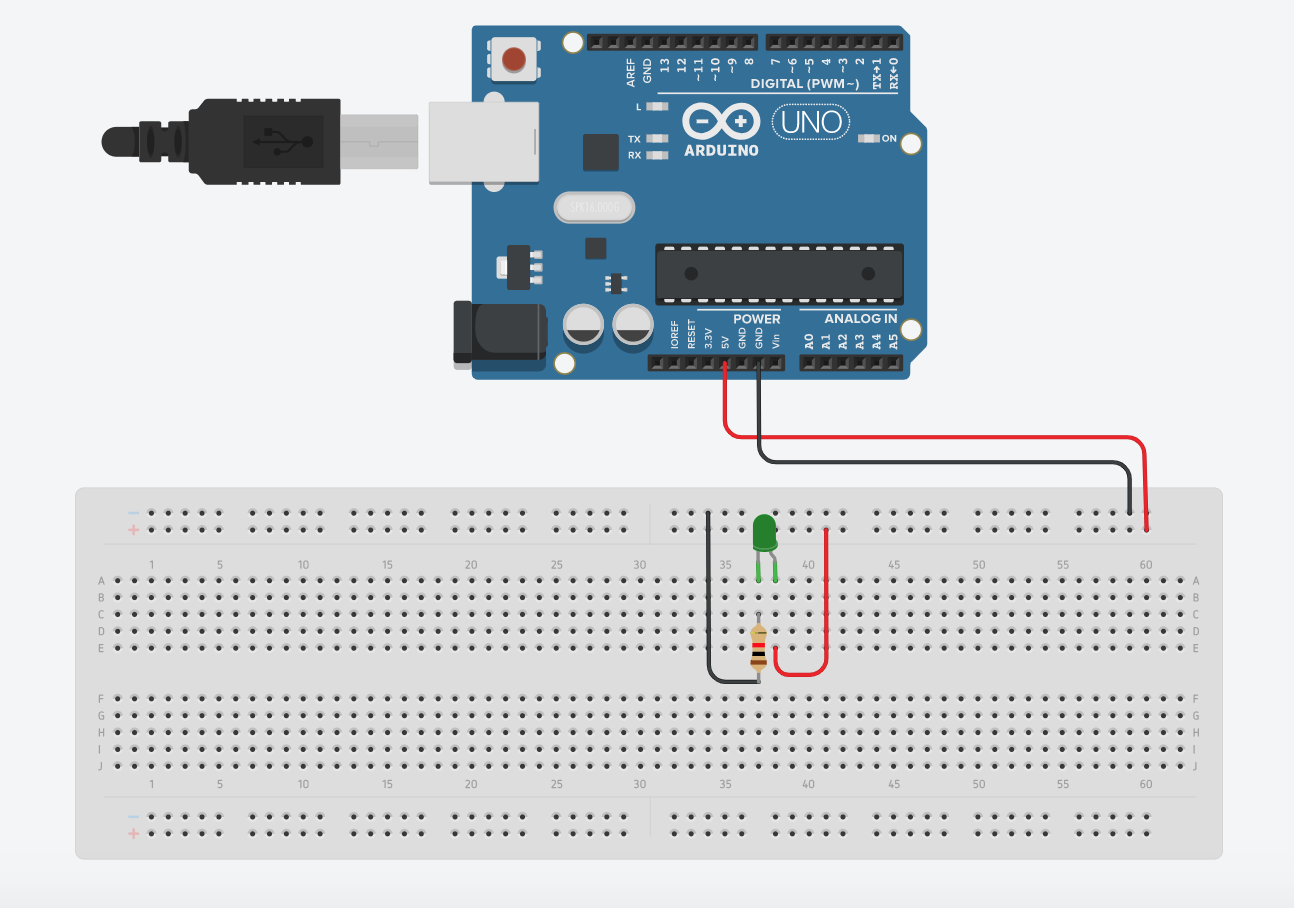 AREF
GND
13
12
~11
~10
~9
8
7
~6
~5
4
~3
2
TX→1
RX←0
DIGITAL (PWM~)
L
TX
RX
ARDUINO
UNO
ON
POWER
ANALOG IN
IOREF
RESET
3.3V
5V
GND
GND
Vin
A0
A1
A2
A3
A4
A5
− −
+
1 5 10 15 20 25 30 35 40 45 50 55 60
A A
B B
C C
D D
E E
F F
G G
H H
I I
J J
1 5 10 15 20 25 30 35 40 45 50 55 60
−
+